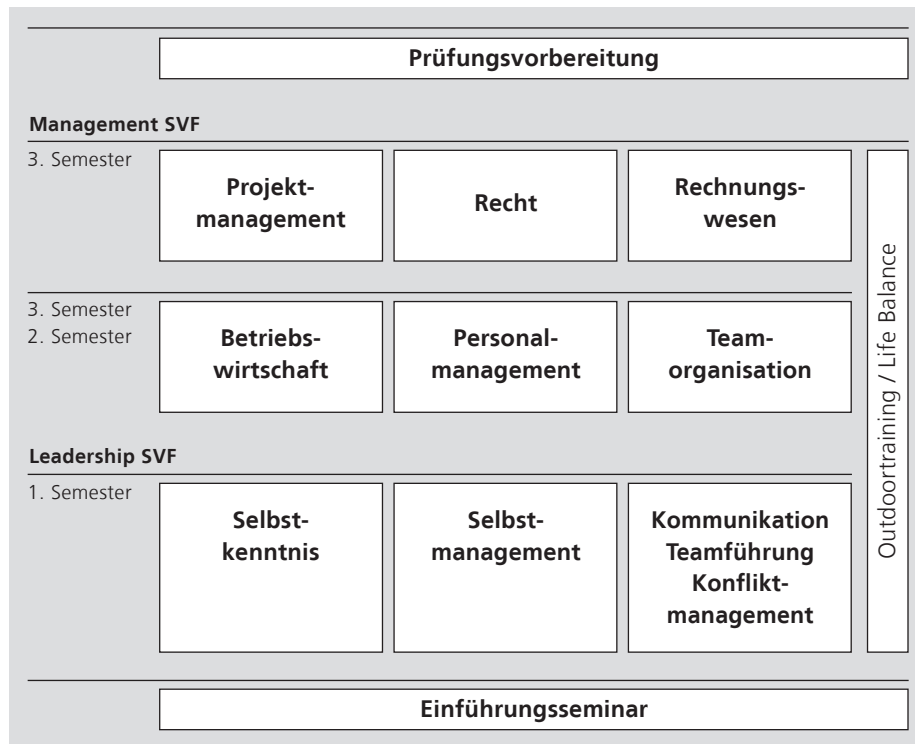 Prüfungsvorbereitung
Management SVF
3. Semester
Projekt-
management
Recht
Rechnungs-
wesen
3. Semester
2. Semester
Betriebs-
wirtschaft
Personal-
management
Team-
organisation
Leadership SVF
1. Semester
Selbst-
kenntnis
Selbst-
management
Kommunikation
Teamführung
Konflikt-
management
Outdoortraining / Life Balance
Einführungsseminar